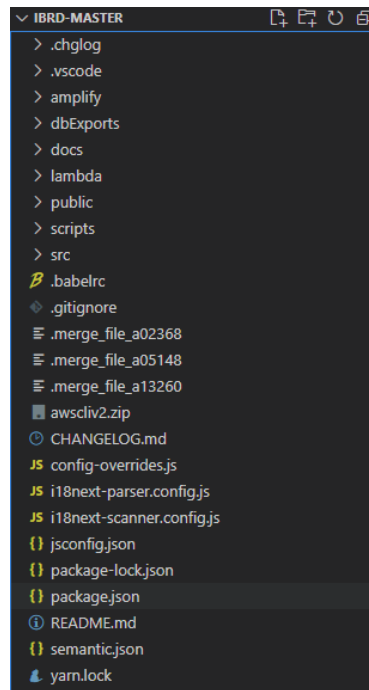 IBRD-MASTER
.chglog
.vscode
amplify
dbExports
docs
lambda
public
scripts
src
.babelrc
.gitignore
.merge_file_a02368
.merge_file_a05148
.merge_file_a13260
awscliv2.zip
CHANGELOG.md
JS config-overrides.js
JS i18next-parser.config.js
JS i18next-scanner.config.js
{} jsconfig.json
{} package-lock.json
{} package.json
README.md
{} semantic.json
yarn.lock